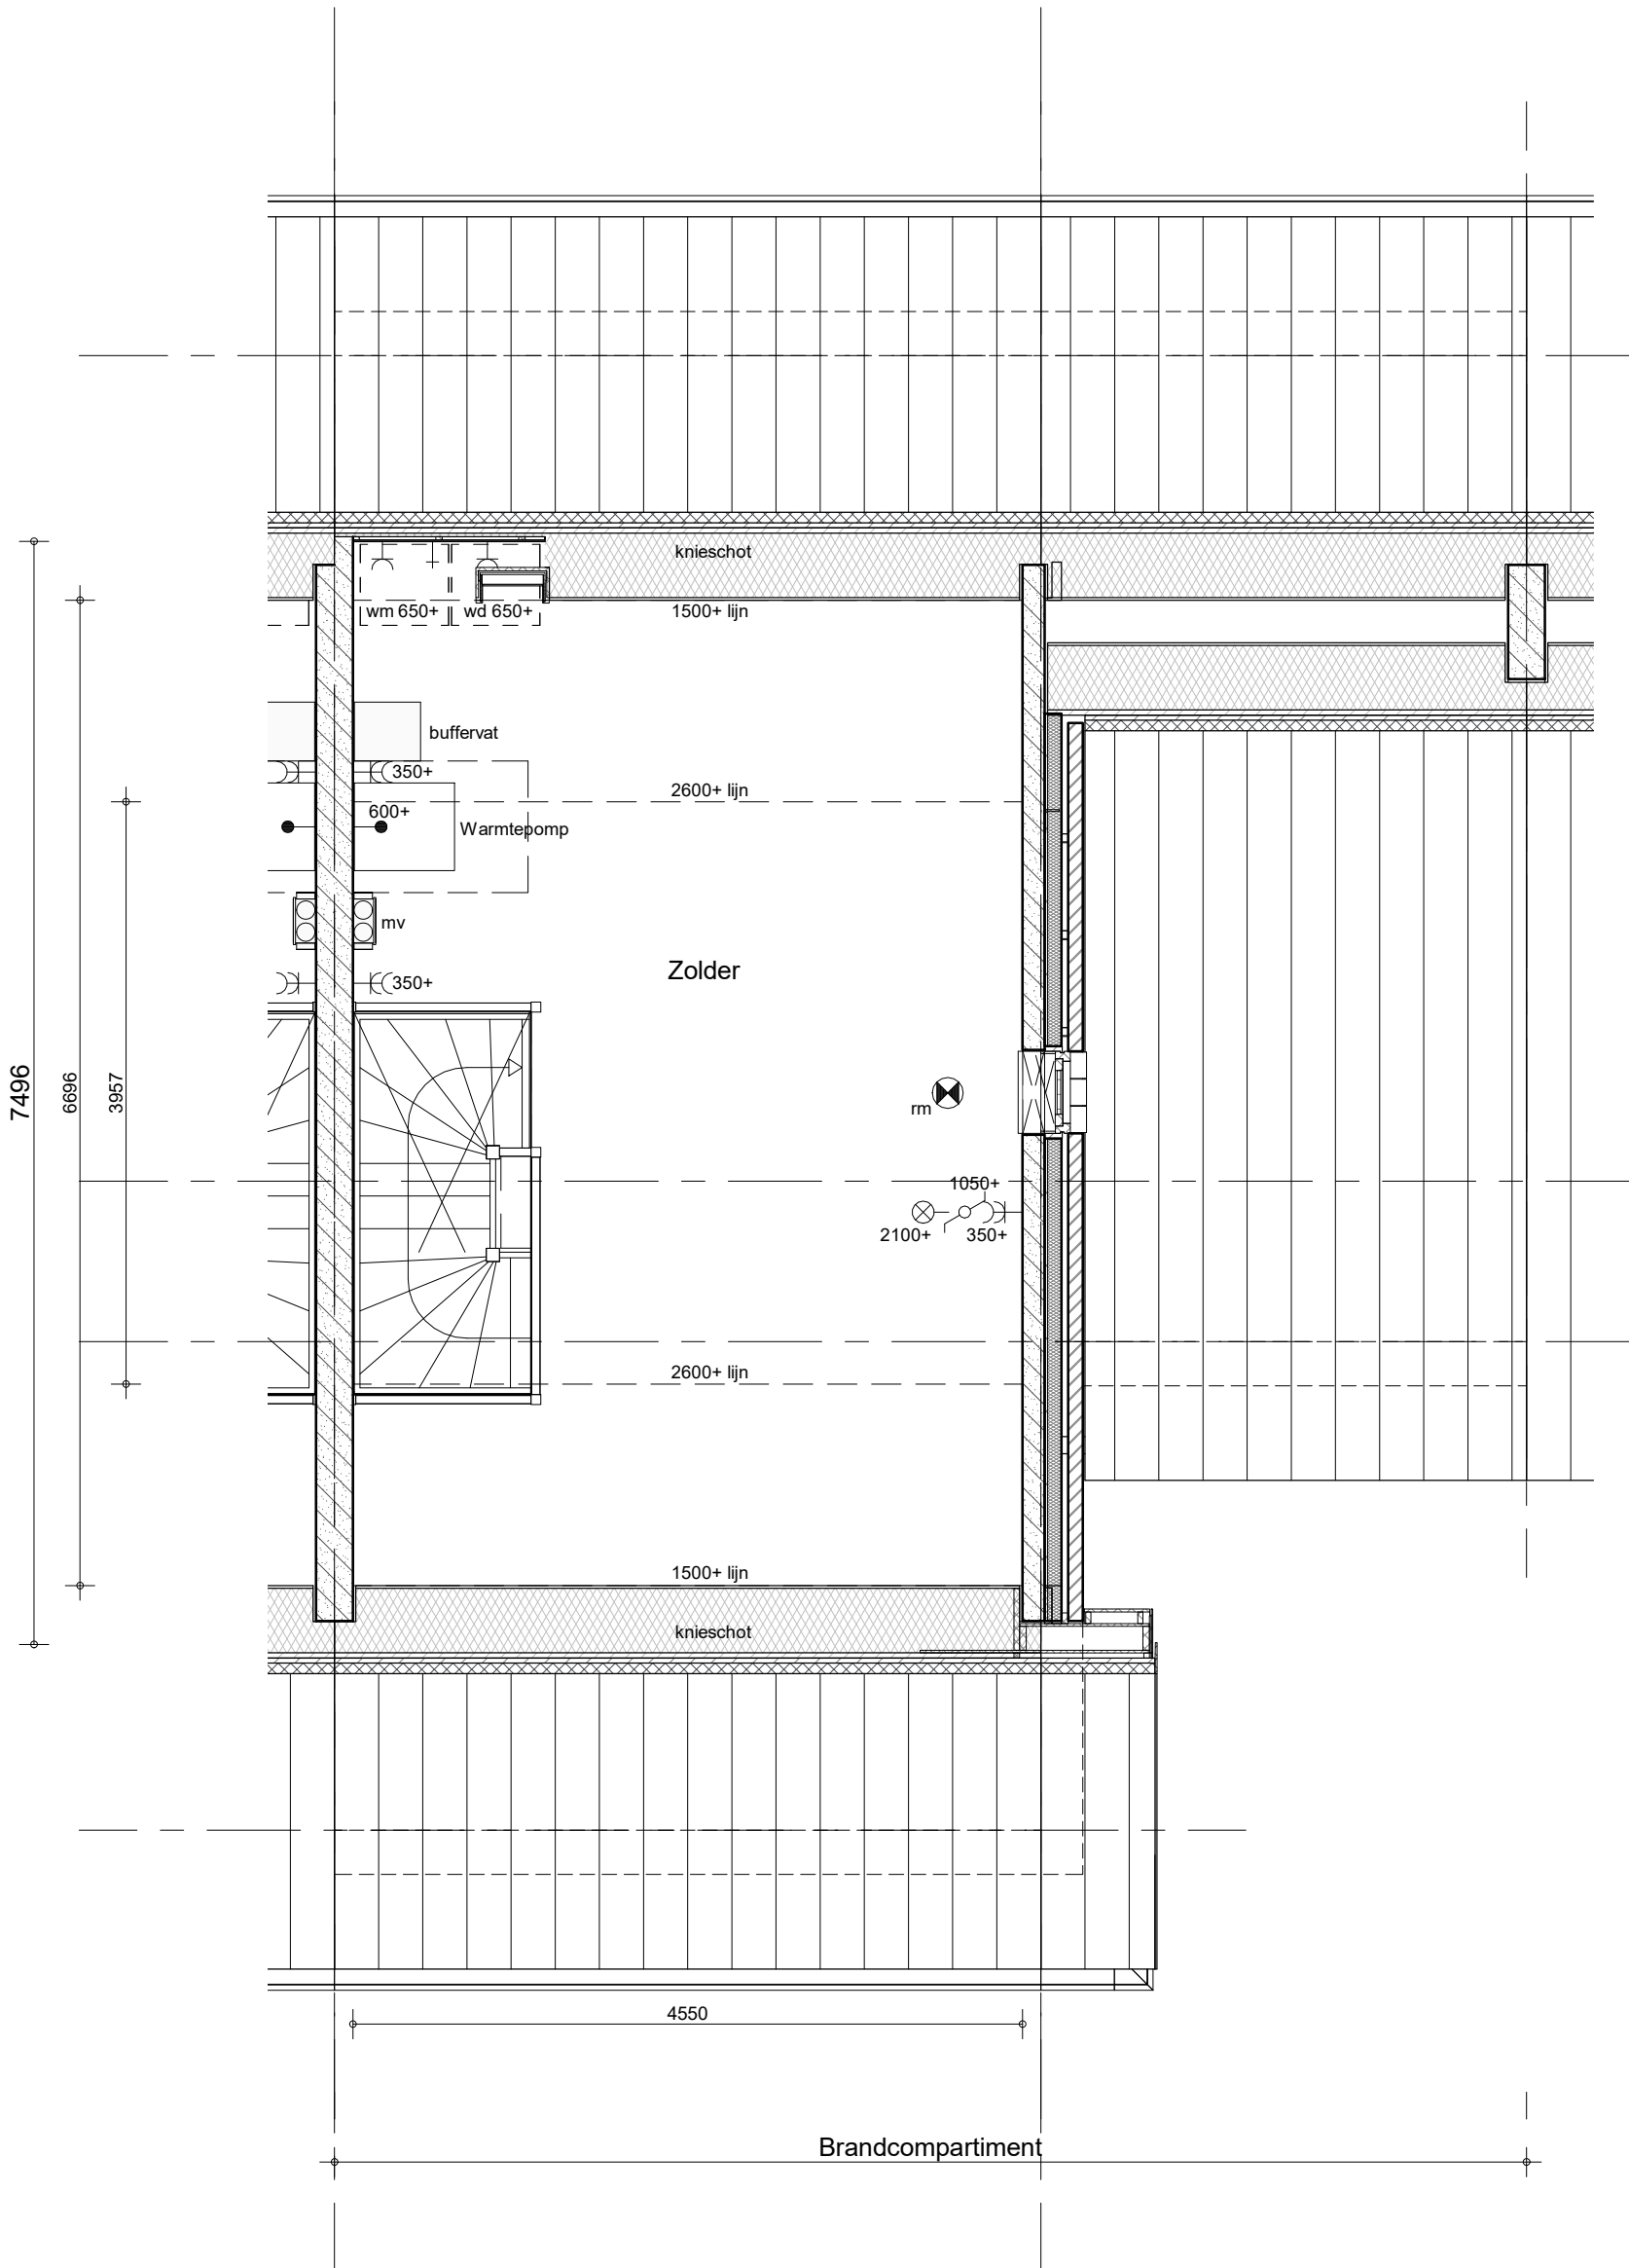 knieschot
wm 650+
wd 650+
1500+ lijn
buffervat
350+
2600+ lijn
600+
Warmtepomp
mv
Zolder
350+
7496
6696
3957
rm
1050+
2100+
350+
2600+ lijn
1500+ lijn
knieschot
4550
Brandcompartiment